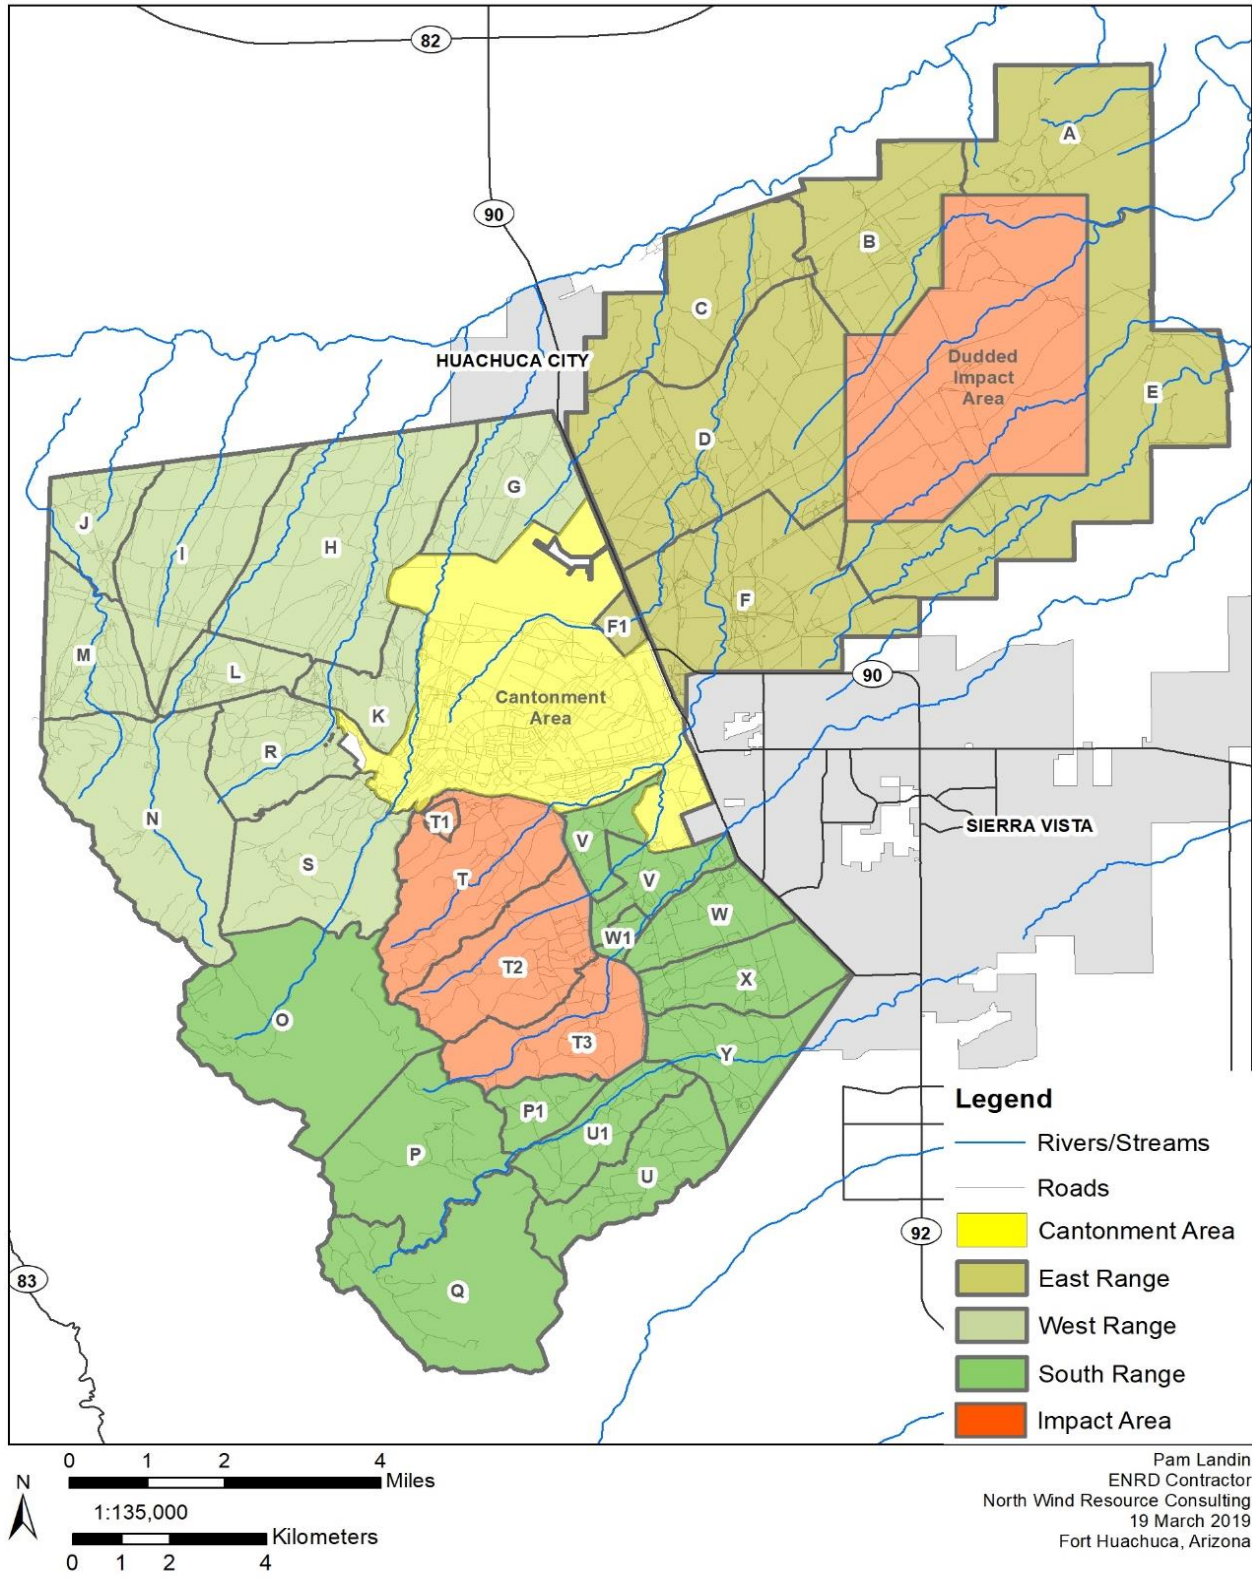 82
A
90
B
C
HUACHUCA CITY
Dudded
Impact
Area
E
D
G
J
I
H
F
F1
M
L
90
K
Cantonment
Area
R
N
T1
SIERRA VISTA
V
S
T
V
W
W1
T2
X
O
T3
Y
Legend
P1
U1
Rivers/Streams
P
U
Roads
92
Cantonment Area
83
East Range
Q
West Range
South Range
Impact Area
0 1 2 4
Miles
N
1:135,000
Kilometers
0 1 2 4
Pam Landin
ENRD Contractor
North Wind Resource Consulting
19 March 2019
Fort Huachuca, Arizona